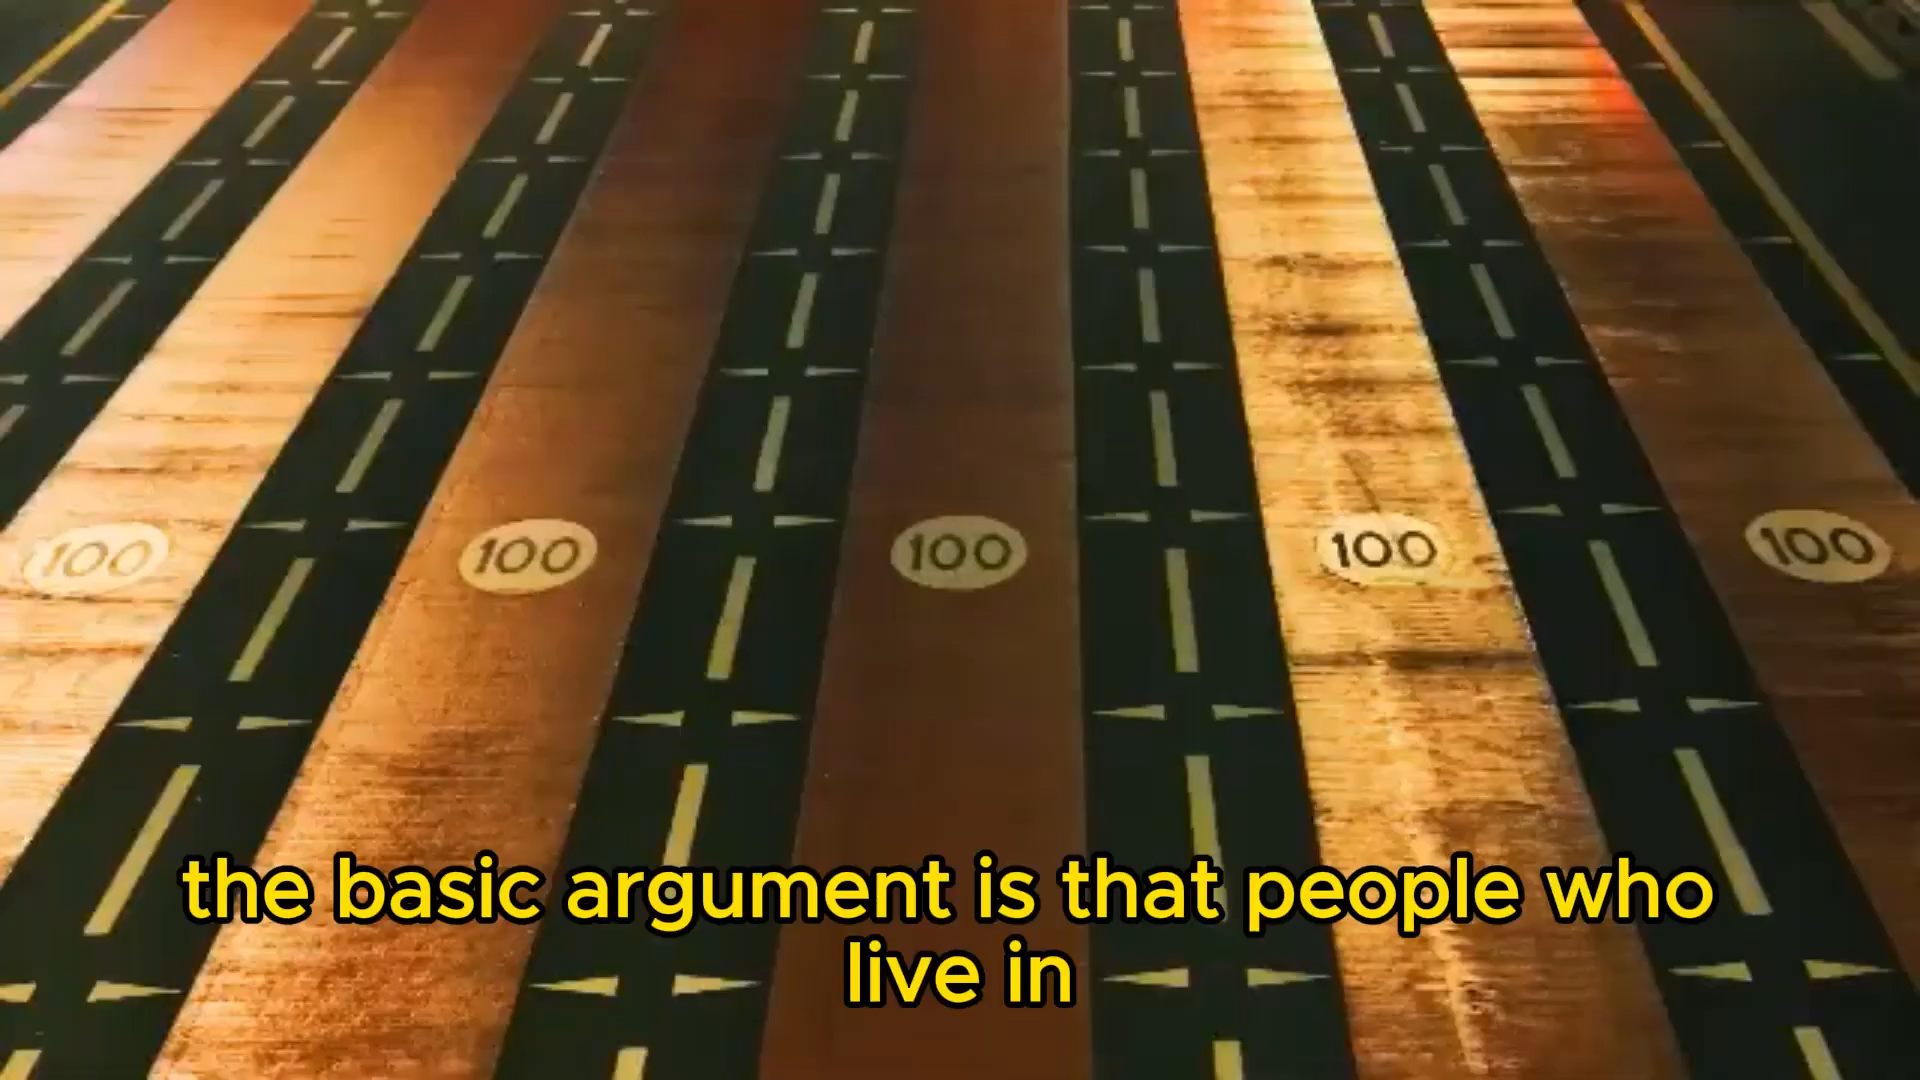 100 100 100 100 100
the basic argument is that people who
live in